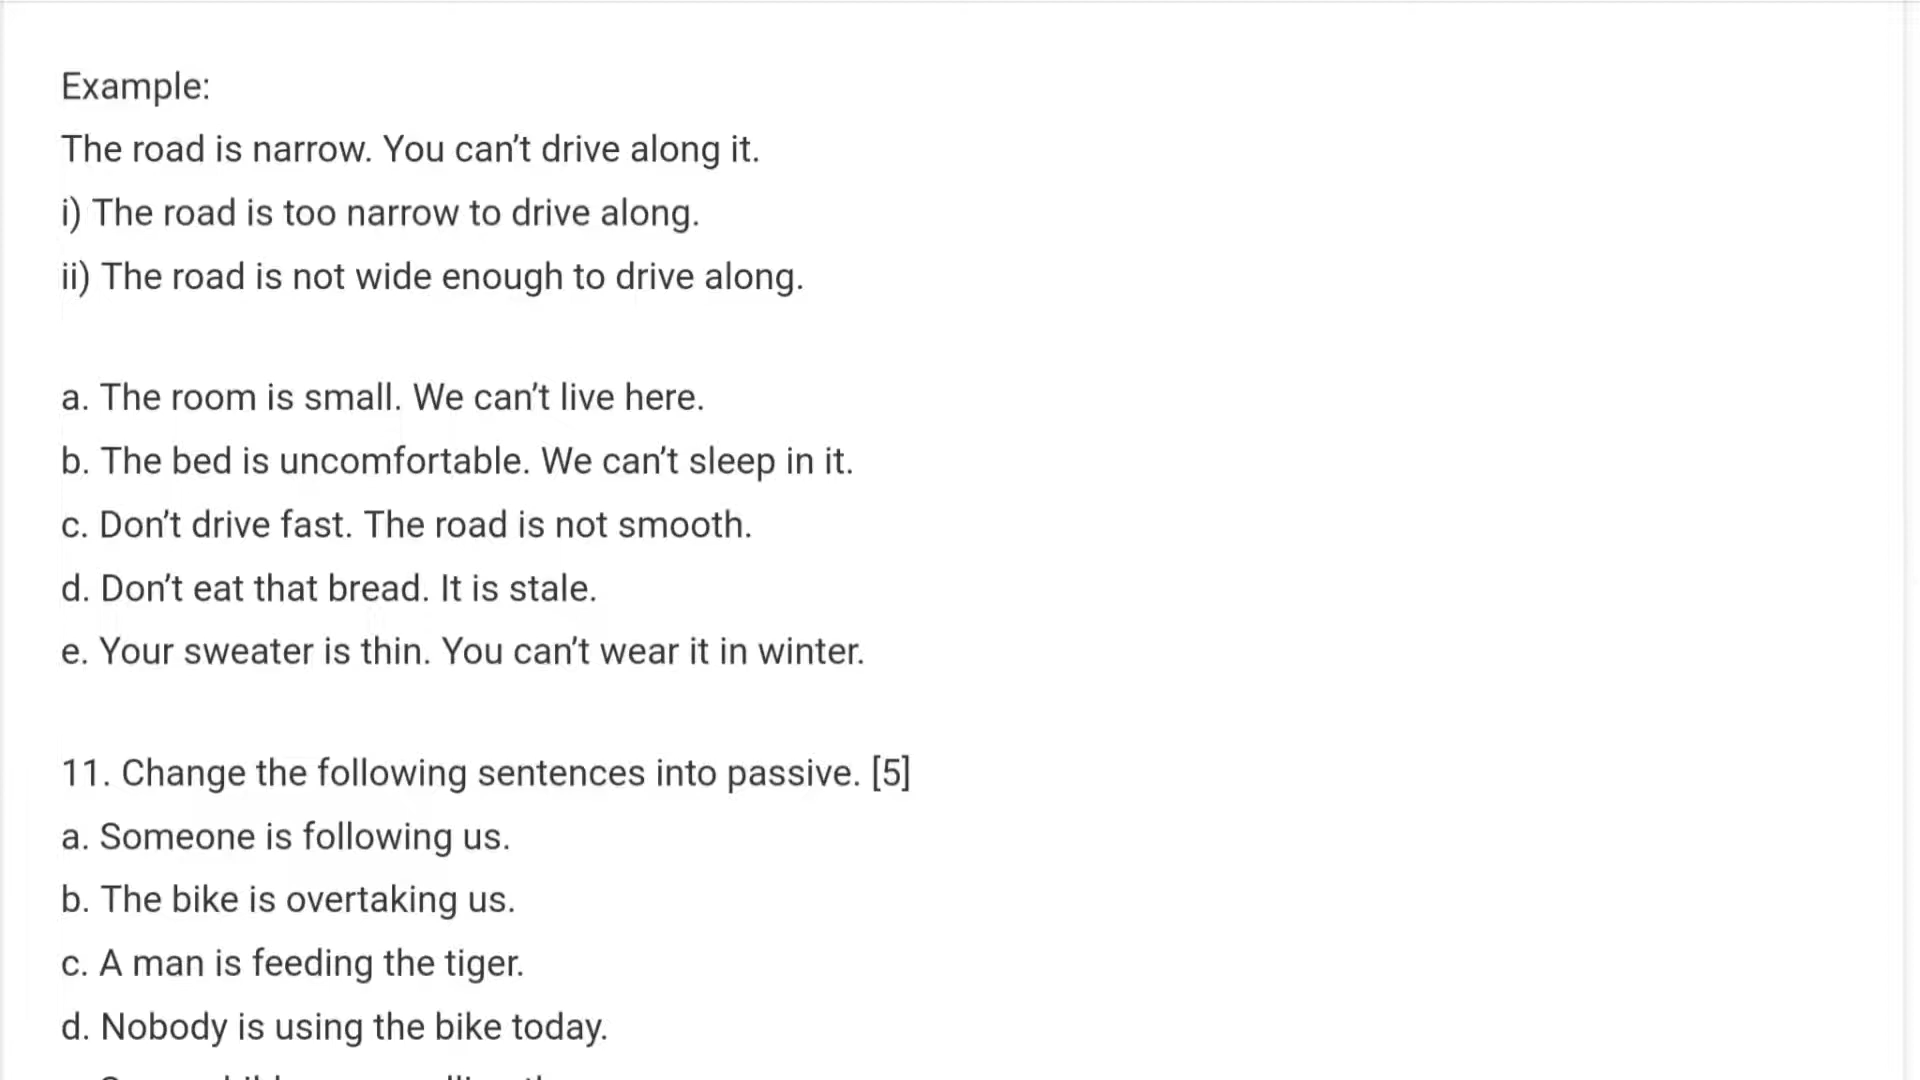 Example:
The road is narrow. You can’t drive along it.
i) The road is too narrow to drive along.
ii) The road is not wide enough to drive along.
a. The room is small. We can’t live here.
b. The bed is uncomfortable. We can’t sleep in it.
c. Don’t drive fast. The road is not smooth.
d. Don’t eat that bread. It is stale.
e. Your sweater is thin. You can’t wear it in winter.
11. Change the following sentences into passive. [5]
a. Someone is following us.
b. The bike is overtaking us.
c. A man is feeding the tiger.
d. Nobody is using the bike today.